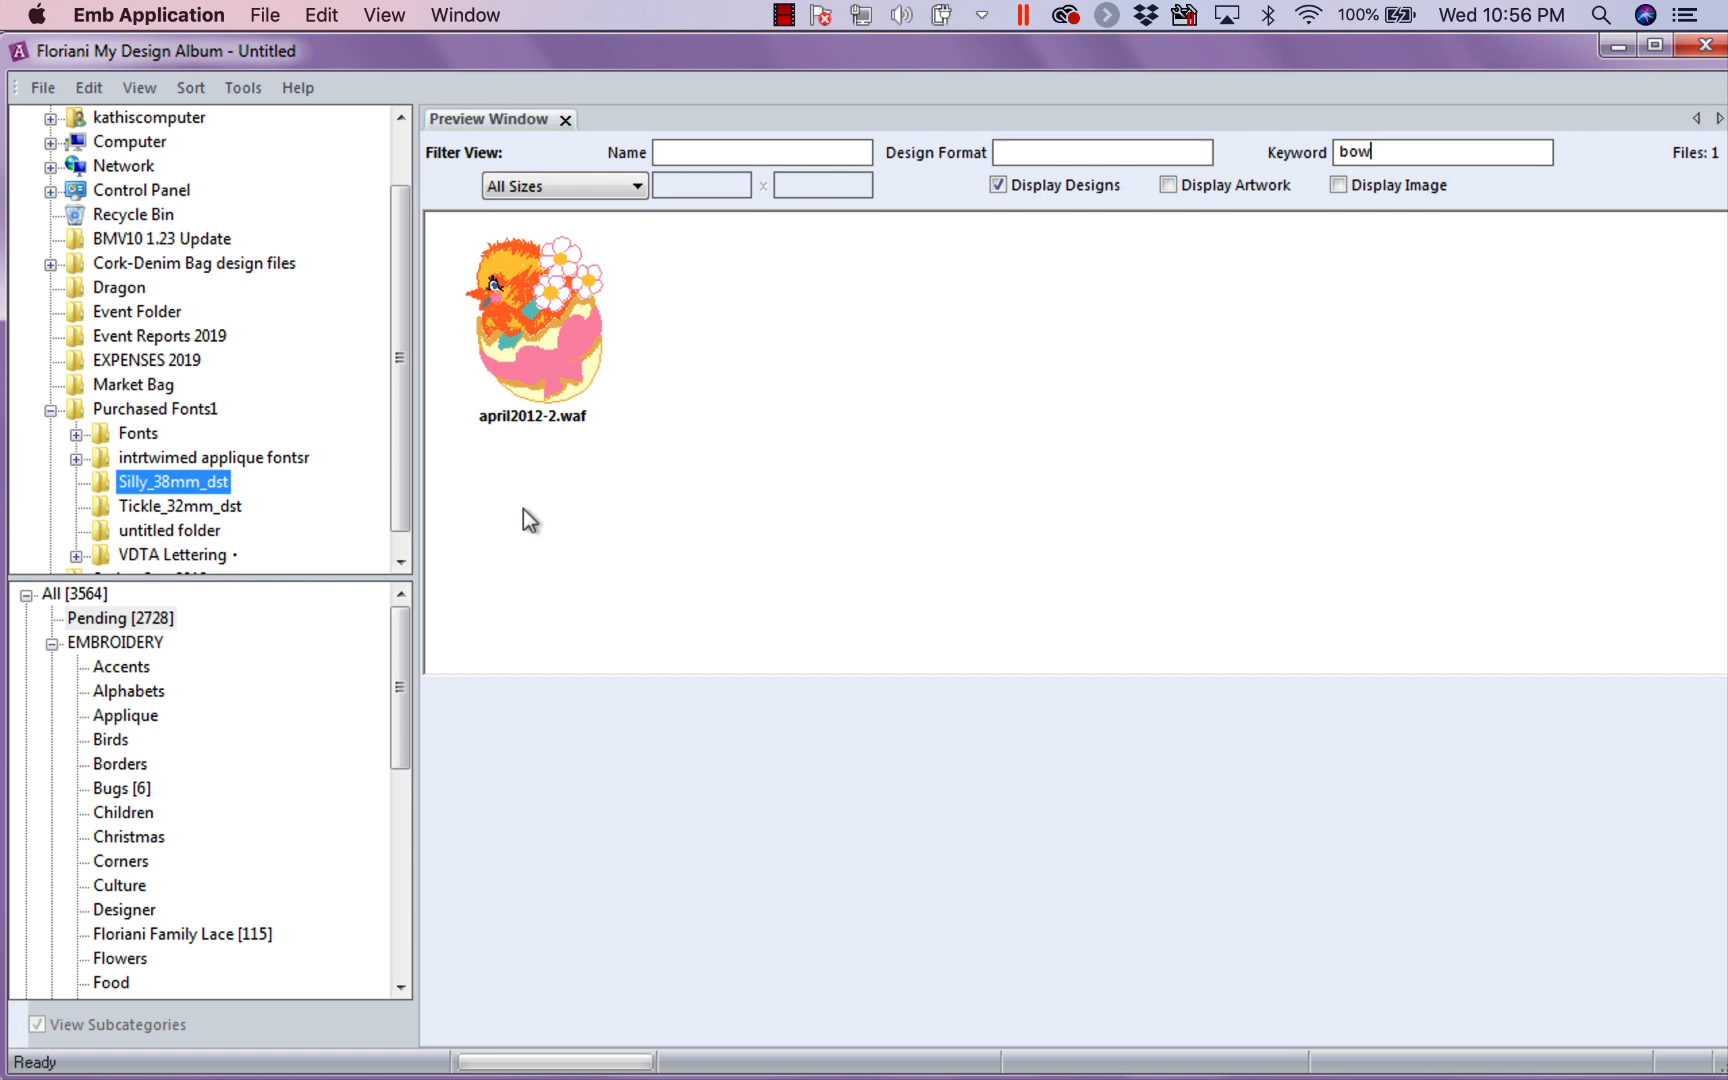 Emb Application File Edit View Window 100% Wed 10:56 PM
Floriani My Design Album - Untitled
File Edit View Sort Tools Help
kathiscomputer
Computer
Network
Control Panel
Recycle Bin
BMV10 1.23 Update
Cork-Denim Bag design files
Dragon
Event Folder
Event Reports 2019
EXPENSES 2019
Market Bag
Purchased Fonts1
Fonts
intrtwimed applique fontsr
Silly_38mm_dst
Tickle_32mm_dst
untitled folder
VDTA Lettering •
Preview Window
Filter View: Name Design Format Keyword bow Files: 1
All Sizes x Display Designs Display Artwork Display Image
april2012-2.waf
All [3564]
Pending [2728]
EMBROIDERY
Accents
Alphabets
Applique
Birds
Borders
Bugs [6]
Children
Christmas
Corners
Culture
Designer
Floriani Family Lace [115]
Flowers
Food
View Subcategories
Ready